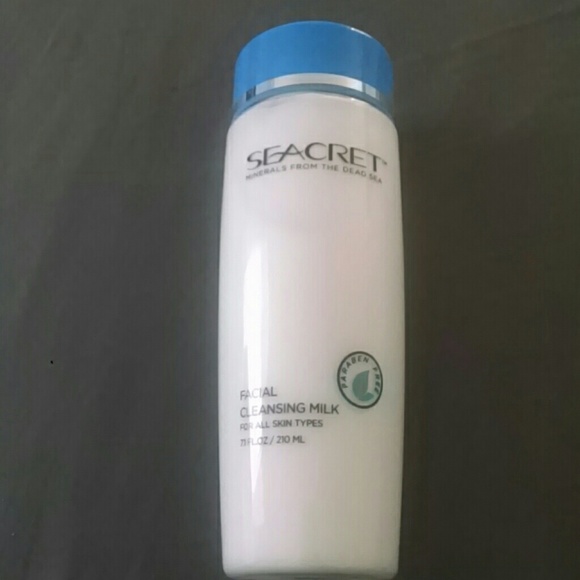 SEACRET™
MINERALS FROM THE DEAD SEA
PARABEN FREE
FACIAL
CLEANSING MILK
FOR ALL SKIN TYPES
7.1 FL.OZ / 210 ML